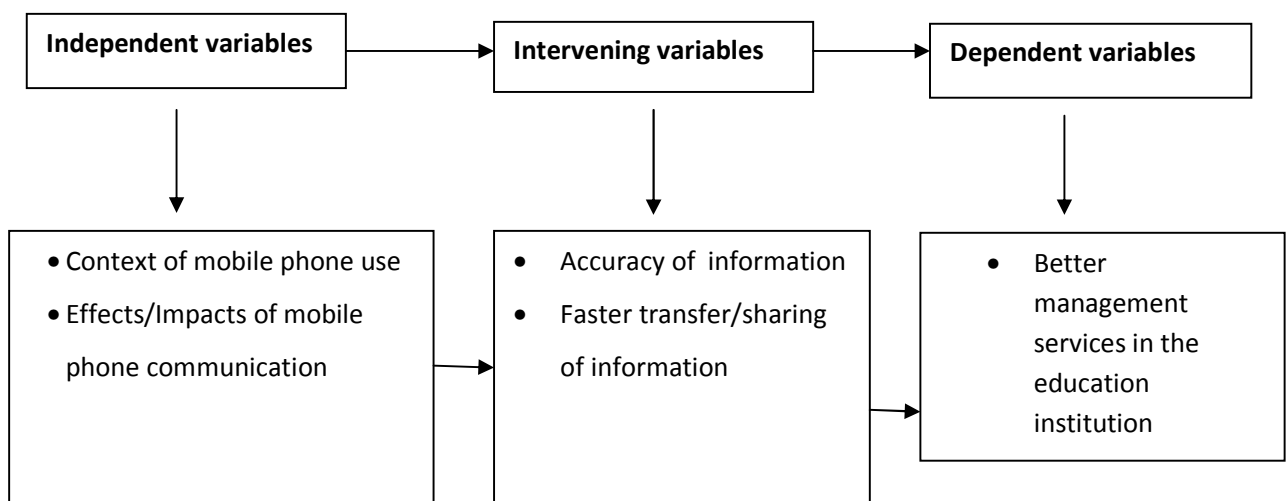 Independent variables
Intervening variables
Dependent variables
• Context of mobile phone use
• Effects/Impacts of mobile
phone communication
• Accuracy of information
• Faster transfer/sharing
of information
• Better
management
services in the
education
institution